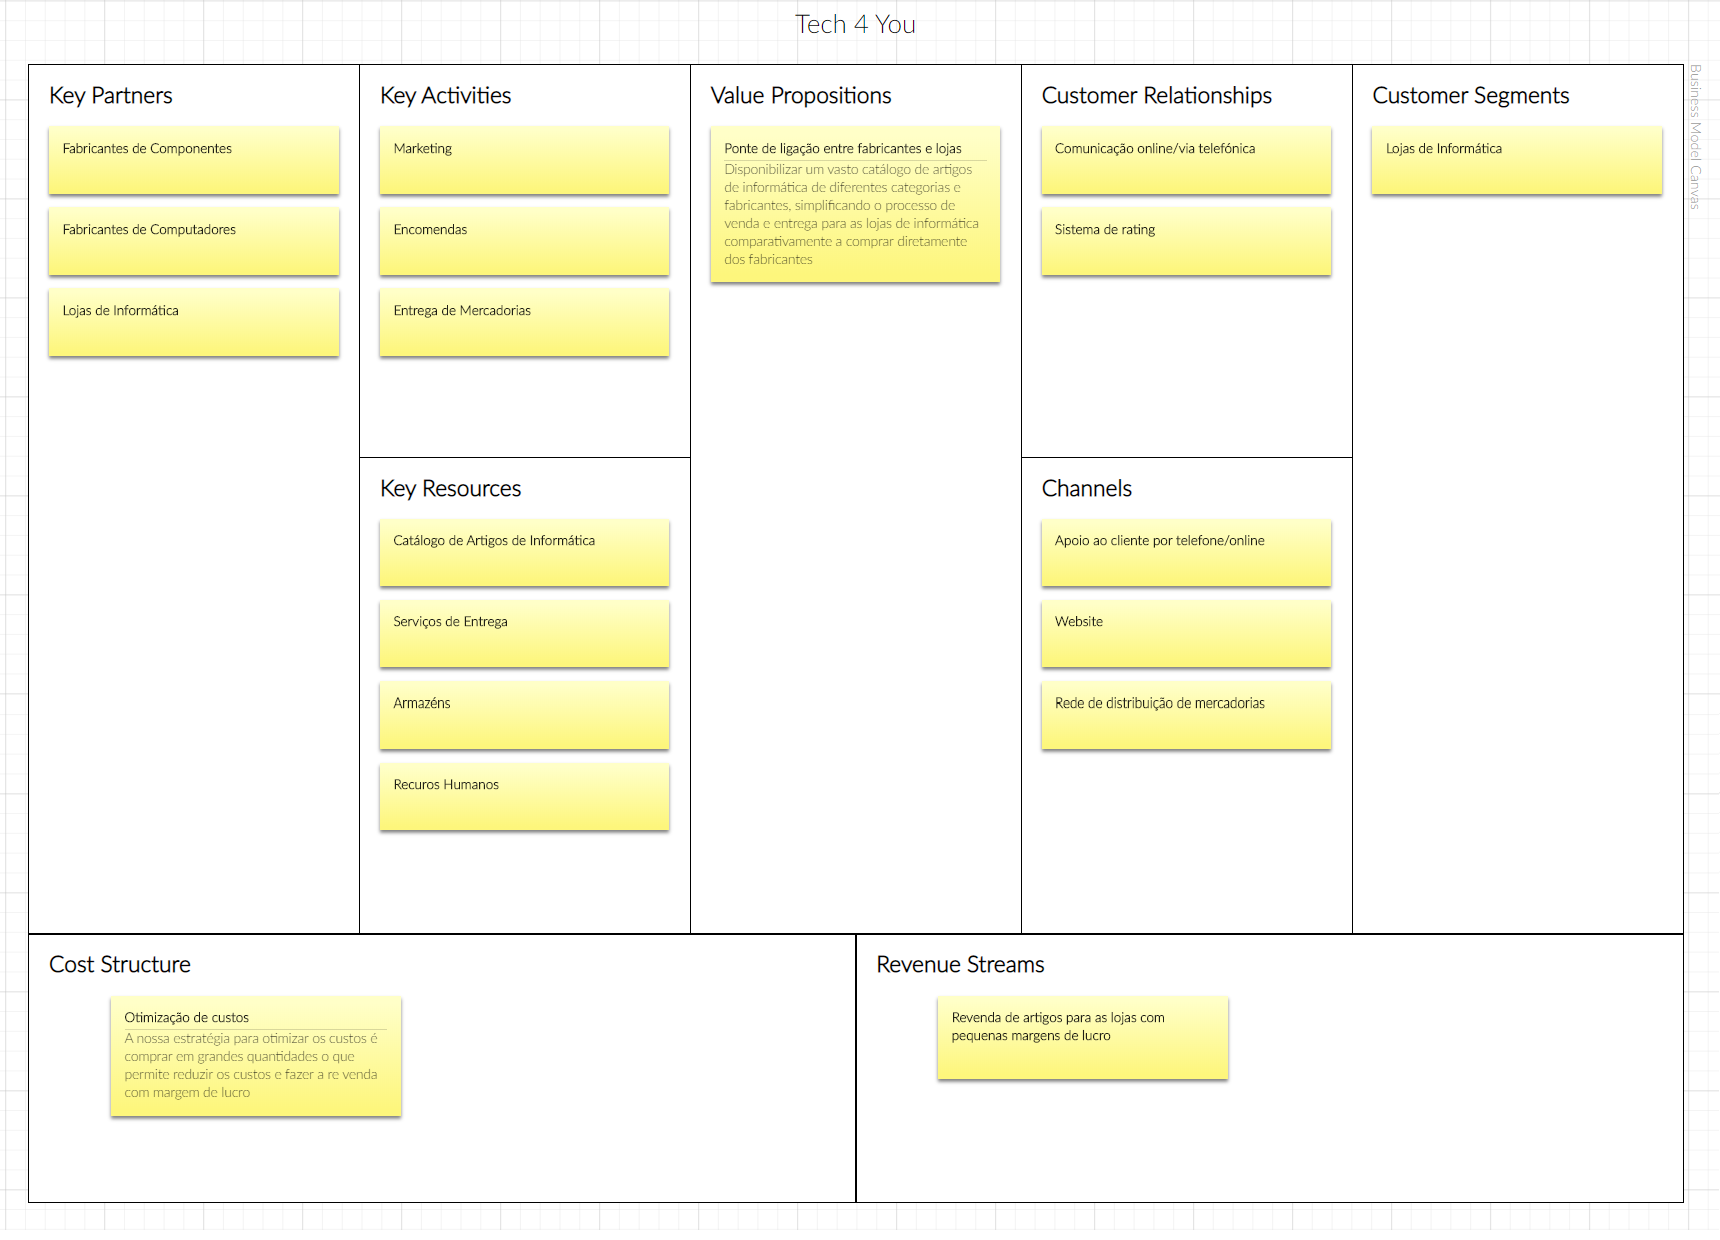 Tech 4 You
Business Model Canvas
Key Partners
Fabricantes de Componentes
Fabricantes de Computadores
Lojas de Informática
Key Activities
Marketing
Encomendas
Entrega de Mercadorias
Key Resources
Catálogo de Artigos de Informática
Serviços de Entrega
Armazéns
Recuros Humanos
Value Propositions
Ponte de ligação entre fabricantes e lojas
Disponibilizar um vasto catálogo de artigos
de informática de diferentes categorias e
fabricantes, simplificando o processo de
venda e entrega para as lojas de informática
comparativamente a comprar diretamente
dos fabricantes
Customer Relationships
Comunicação online/via telefónica
Sistema de rating
Channels
Apoio ao cliente por telefone/online
Website
Rede de distribuição de mercadorias
Customer Segments
Lojas de Informática
Cost Structure
Otimização de custos
A nossa estratégia para otimizar os custos é
comprar em grandes quantidades o que
permite reduzir os custos e fazer a re venda
com margem de lucro
Revenue Streams
Revenda de artigos para as lojas com
pequenas margens de lucro